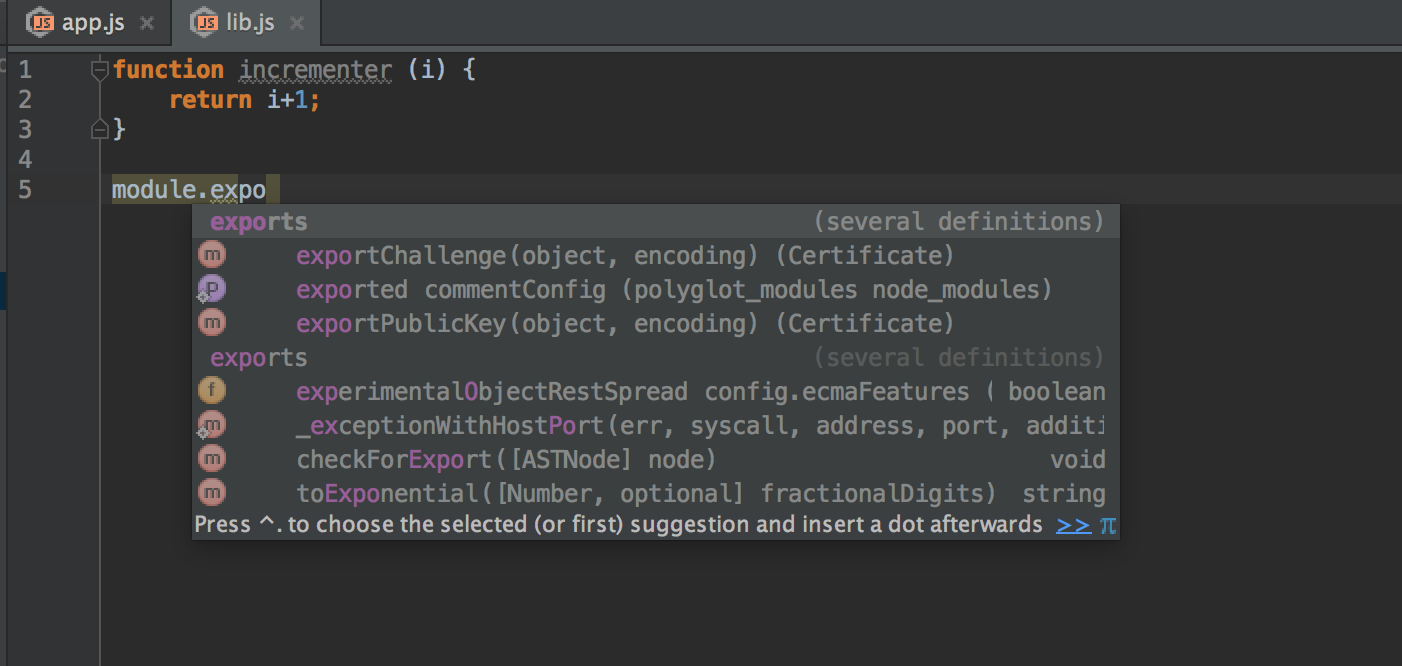 app.js lib.js
1 function incrementer (i) {
2 return i+1;
3 }
4
5 module.expo
exports (several definitions)
m exportChallenge(object, encoding) (Certificate)
P exported commentConfig (polyglot_modules node_modules)
m exportPublicKey(object, encoding) (Certificate)
exports (several definitions)
f experimentalObjectRestSpread config.ecmaFeatures ( boolean
m _exceptionWithHostPort(err, syscall, address, port, additi
m checkForExport([ASTNode] node) void
m toExponential([Number, optional] fractionalDigits) string
Press ^. to choose the selected (or first) suggestion and insert a dot afterwards >> π